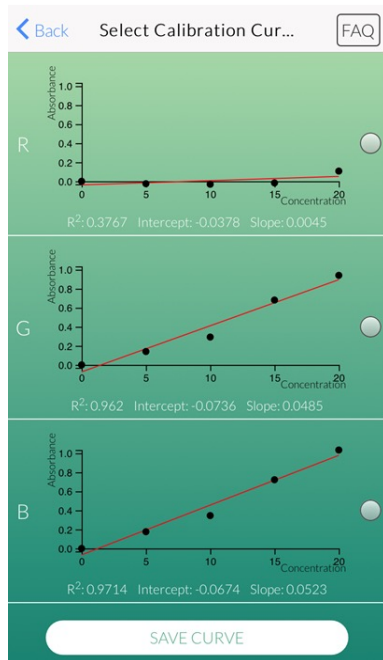 Back
Select Calibration Cur...
FAQ
Absorbance
1.0
0.8
0.6
0.4
0.2
0.0
R
0 5 10 15 20
Concentration
R²: 0.3767 Intercept: -0.0378 Slope: 0.0045
Absorbance
1.0
0.8
0.6
0.4
0.2
0.0
G
0 5 10 15 20
Concentration
R²: 0.962 Intercept: -0.0736 Slope: 0.0485
Absorbance
1.0
0.8
0.6
0.4
0.2
0.0
B
0 5 10 15 20
Concentration
R²: 0.9714 Intercept: -0.0674 Slope: 0.0523
SAVE CURVE